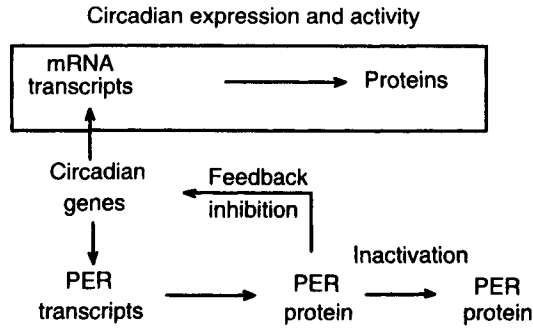 Circadian expression and activity
mRNA
transcripts
Proteins
Circadian
genes
Feedback
inhibition
Inactivation
PER
transcripts
PER
protein
PER
protein